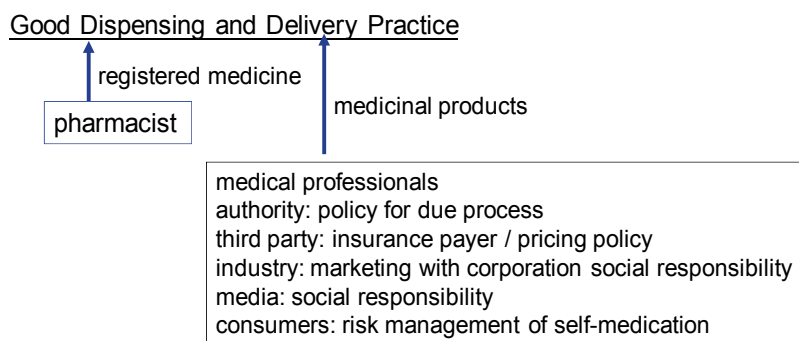 Good Dispensing and Delivery Practice
registered medicine
medicinal products
pharmacist
medical professionals
authority: policy for due process
third party: insurance payer / pricing policy
industry: marketing with corporation social responsibility
media: social responsibility
consumers: risk management of self-medication